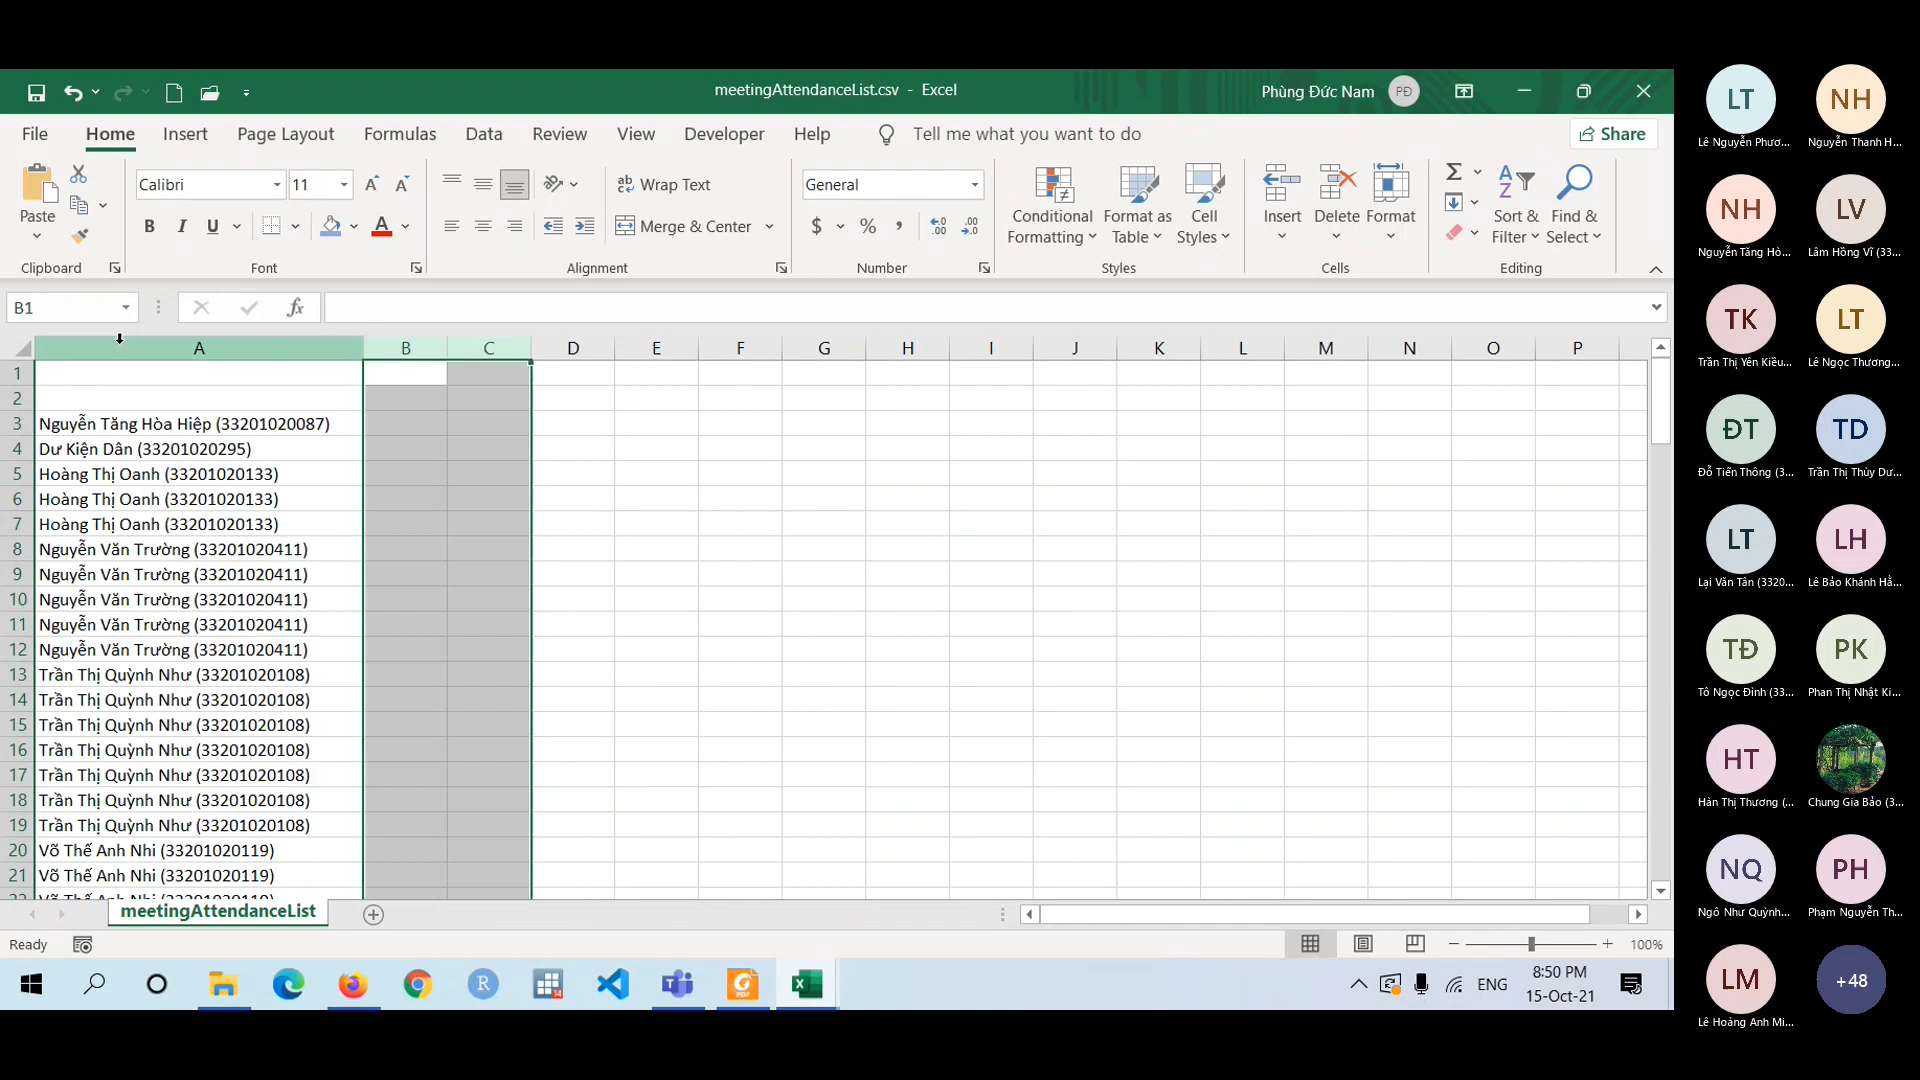 meetingAttendanceList.csv - Excel
Phùng Đức Nam
PĐ
File Home Insert Page Layout Formulas Data Review View Developer Help Tell me what you want to do Share
Paste
Clipboard
Calibri 11
B I U
Font
Wrap Text
Merge & Center
Alignment
General
$ % ,
Number
Conditional Formatting
Format as Table
Cell Styles
Styles
Insert Delete Format
Cells
Sort & Filter
Find & Select
Editing
B1
fx
A B C D E F G H I J K L M N O P
1
2
3 Nguyễn Tăng Hòa Hiệp (33201020087)
4 Dư Kiện Dân (33201020295)
5 Hoàng Thị Oanh (33201020133)
6 Hoàng Thị Oanh (33201020133)
7 Hoàng Thị Oanh (33201020133)
8 Nguyễn Văn Trường (33201020411)
9 Nguyễn Văn Trường (33201020411)
10 Nguyễn Văn Trường (33201020411)
11 Nguyễn Văn Trường (33201020411)
12 Nguyễn Văn Trường (33201020411)
13 Trần Thị Quỳnh Như (33201020108)
14 Trần Thị Quỳnh Như (33201020108)
15 Trần Thị Quỳnh Như (33201020108)
16 Trần Thị Quỳnh Như (33201020108)
17 Trần Thị Quỳnh Như (33201020108)
18 Trần Thị Quỳnh Như (33201020108)
19 Trần Thị Quỳnh Như (33201020108)
20 Võ Thế Anh Nhi (33201020119)
21 Võ Thế Anh Nhi (33201020119)
meetingAttendanceList
Ready
100%
ENG
8:50 PM
15-Oct-21
LT NH
Lê Nguyễn Phươ... Nguyễn Thanh H...
NH LV
Nguyễn Tăng Hò... Lâm Hồng Vĩ (33...
TK LT
Trần Thị Yên Kiều... Lê Ngọc Thương...
ĐT TD
Đỗ Tiến Thông (3... Trần Thị Thùy Dư...
LT LH
Lại Văn Tân (3320... Lê Bảo Khánh Hằ...
TĐ PK
Tô Ngọc Đình (33... Phan Thị Nhật Ki...
HT
Hàn Thị Thương (... Chung Gia Bảo (3...
NQ PH
Ngô Như Quỳnh... Phạm Nguyễn Th...
LM +48
Lê Hoàng Anh Mi...